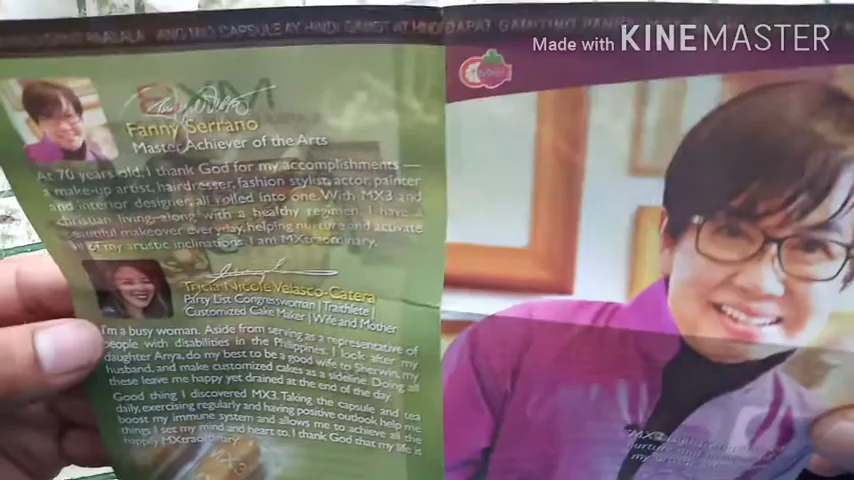 ANG MX3 CAPSULE AY HINDI GAMOT AT HINDI DAPAT GAMITING
Made with KINEMASTER
Fanny Serrano
Master Achiever of the Arts
At 70 years old, I thank God for my accomplishments —
a make-up artist, hairdresser, fashion stylist, actor, painter
and interior designer, all rolled into one. With MX3 and
christian living-along with a healthy regimen, I have a
beautiful makeover everyday, helping nurture and activate
all of my artistic inclinations. I am MXtraordinary.
Tricia Nicole Velasco-Catera
Party List Congresswoman | Traithlete |
Customized Cake Maker | Wife and Mother
I'm a busy woman. Aside from serving as a representative of
people with disabilities in the Philippines, I look after my
daughter Anya, do my best to be a good wife to Sherwin, my
husband, and make customized cakes as a sideline. Doing all
these leave me happy yet drained at the end of the day.
Good thing I discovered MX3. Taking the capsule and tea
daily, exercising regularly and having positive outlook help me
boost my immune system and allows me to achieve all the
things I set my mind and heart to. I thank God that my life is
happily MXtraordinary.
"MX3
nurture and
my artistic